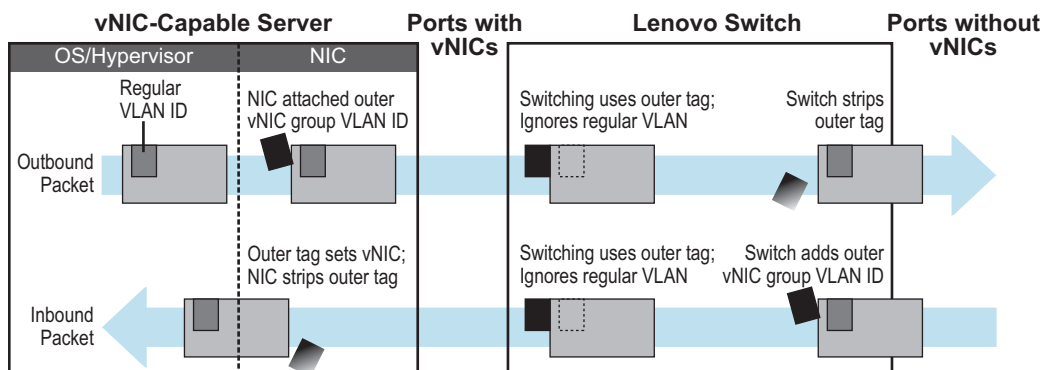 vNIC-Capable Server
Ports with
vNICs
Lenovo Switch
Ports without
vNICs
OS/Hypervisor
NIC
Regular
VLAN ID
NIC attached outer
vNIC group VLAN ID
Switching uses outer tag;
Ignores regular VLAN
Switch strips
outer tag
Outbound
Packet
Outer tag sets vNIC;
NIC strips outer tag
Switching uses outer tag;
Ignores regular VLAN
Switch adds outer
vNIC group VLAN ID
Inbound
Packet